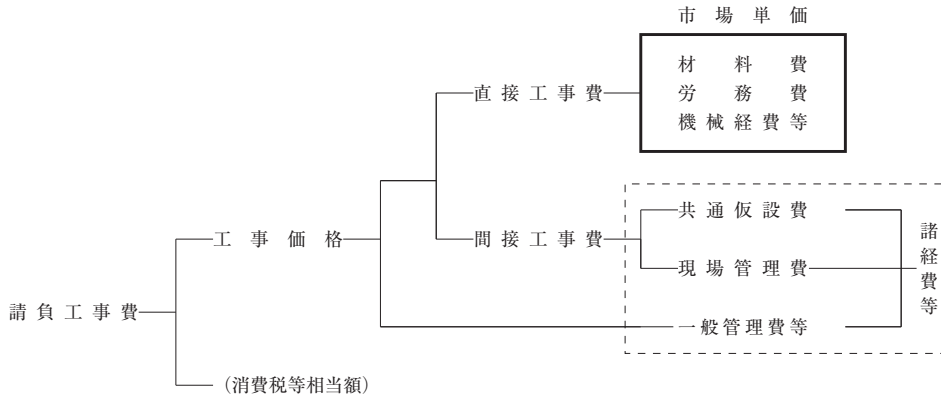 市場単価
材料費
労務費
機械経費等
直接工事費
間接工事費
共通仮設費
現場管理費
一般管理費等
諸経費等
工事価格
請負工事費
(消費税等相当額)